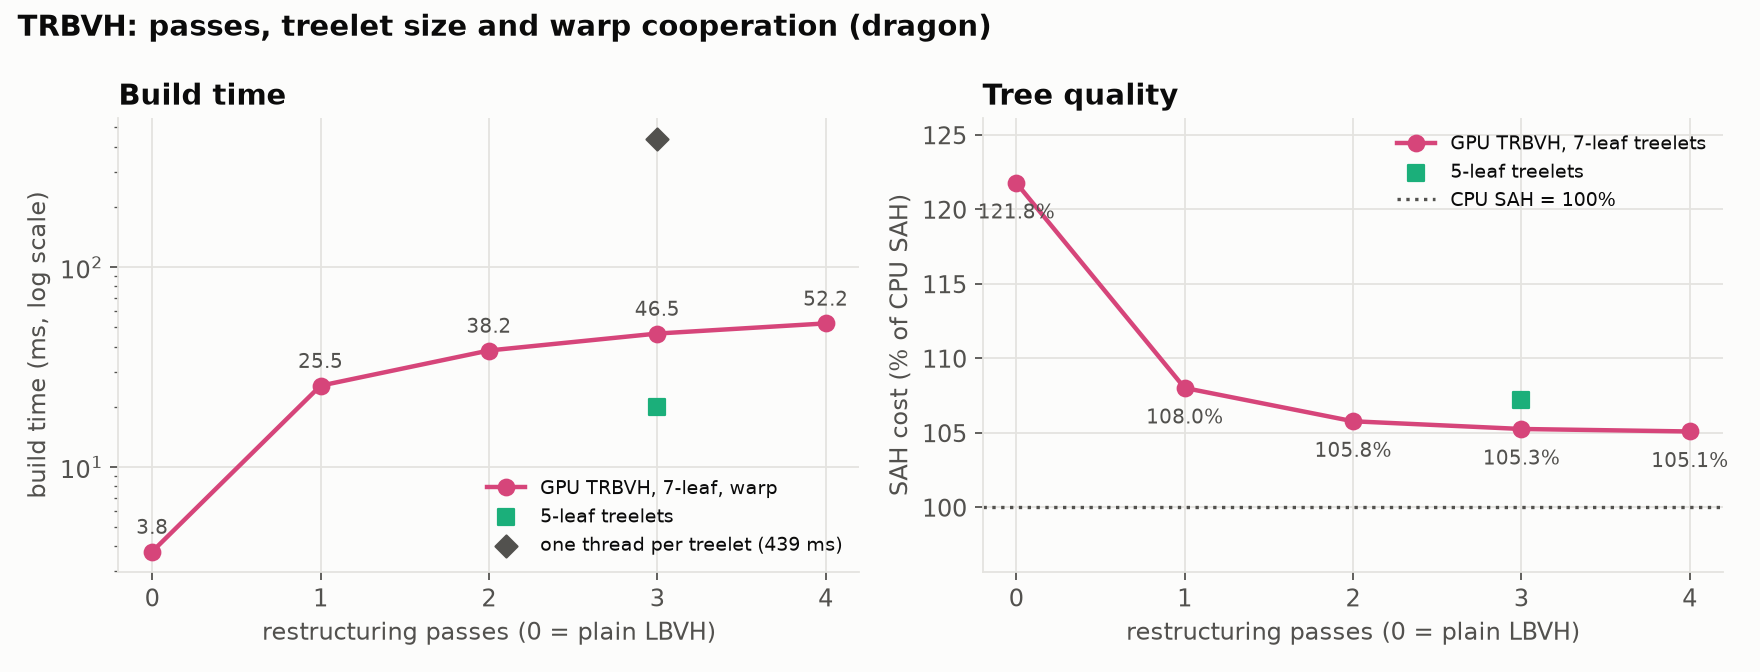 TRBVH: passes, treelet size and warp cooperation (dragon)
Build time
build time (ms, log scale)
10²
10¹
3.8
25.5
38.2
46.5
52.2
GPU TRBVH, 7-leaf, warp
5-leaf treelets
one thread per treelet (439 ms)
0 1 2 3 4
restructuring passes (0 = plain LBVH)
Tree quality
SAH cost (% of CPU SAH)
125
120
115
110
105
100
121.8%
108.0%
105.8%
105.3%
105.1%
GPU TRBVH, 7-leaf treelets
5-leaf treelets
CPU SAH = 100%
0 1 2 3 4
restructuring passes (0 = plain LBVH)